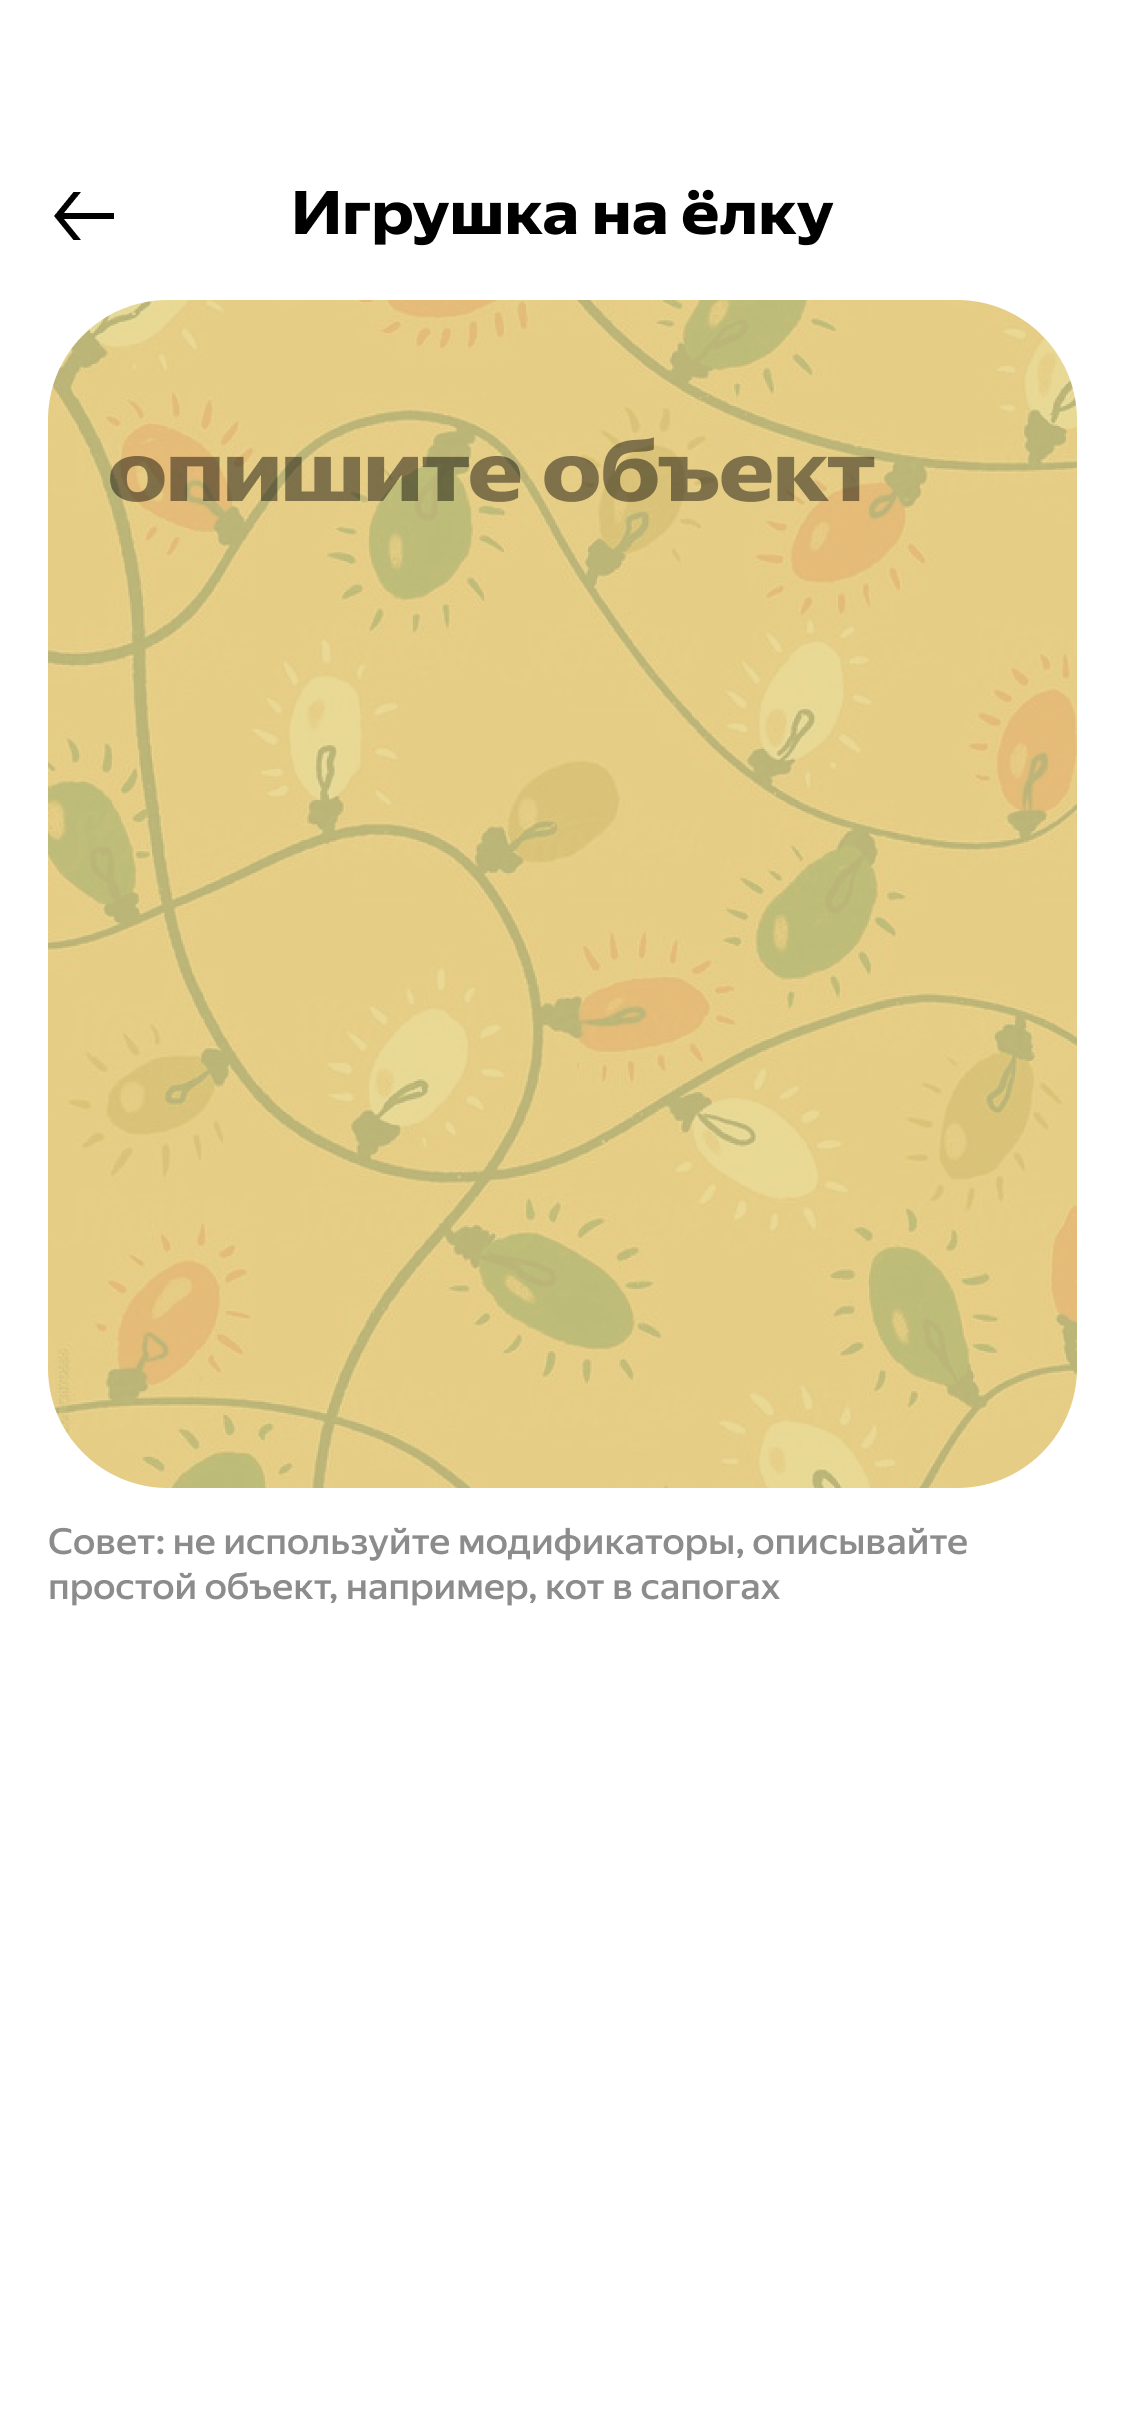 Игрушка на ёлку
опишите объект
Совет: не используйте модификаторы, описывайте
простой объект, например, кот в сапогах